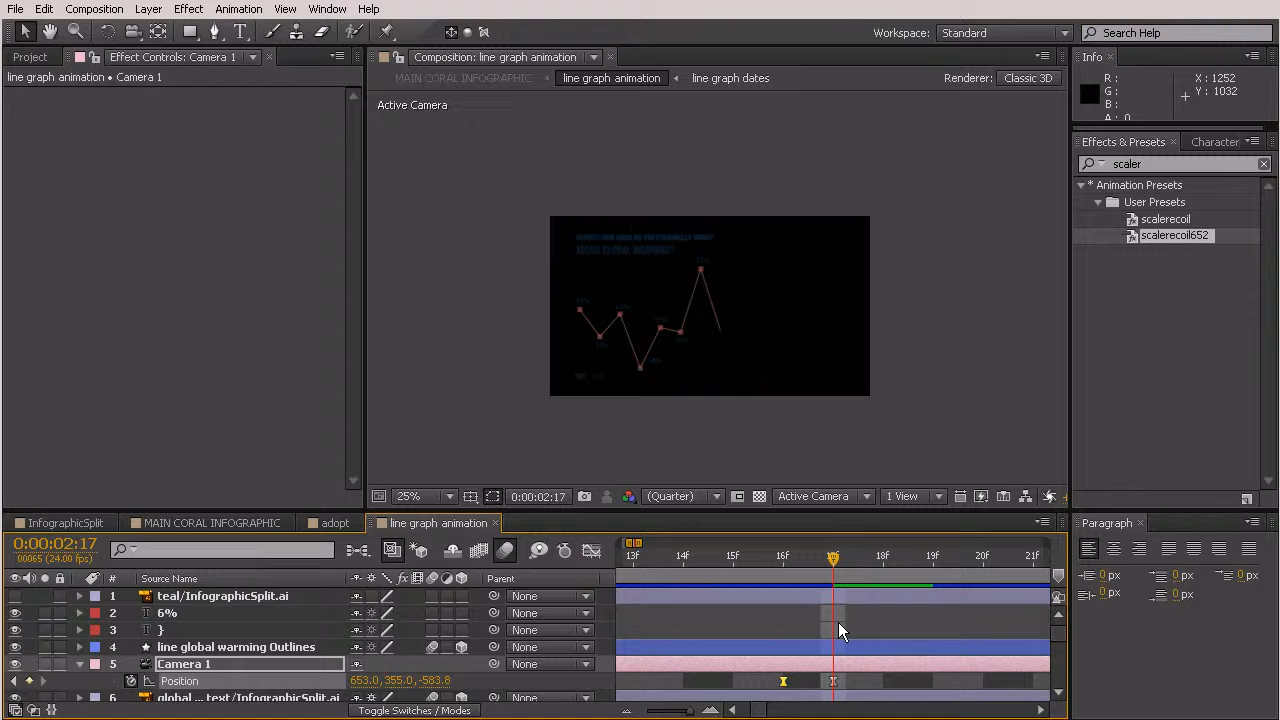 File Edit Composition Layer Effect Animation View Window Help
Workspace: Standard Search Help
Project Effect Controls: Camera 1 Composition: line graph animation Info
line graph animation • Camera 1
MAIN CORAL INFOGRAPHIC line graph animation line graph dates Renderer: Classic 3D
R: X: 1252
G: Y: 1032
B:
A: 0
Active Camera
Effects & Presets Character
scaler
* Animation Presets
User Presets
scalerecoil
scalerecoil652
25% 0:00:02:17 (Quarter) Active Camera 1 View
InfographicSplit MAIN CORAL INFOGRAPHIC adopt line graph animation Paragraph
0:00:02:17
00065 (24.00 fps)
13f 14f 15f 16f 18f 19f 20f 21f
# Source Name fx Parent
1 teal/InfographicSplit.ai None
2 T 6% None
3 T } None
4 line global warming Outlines None
5 Camera 1 None
Position 653.0,355.0,-583.8
6 global ... text/InfographicSplit.ai None
Toggle Switches / Modes
0 px 0 px 0 px
0 px 0 px